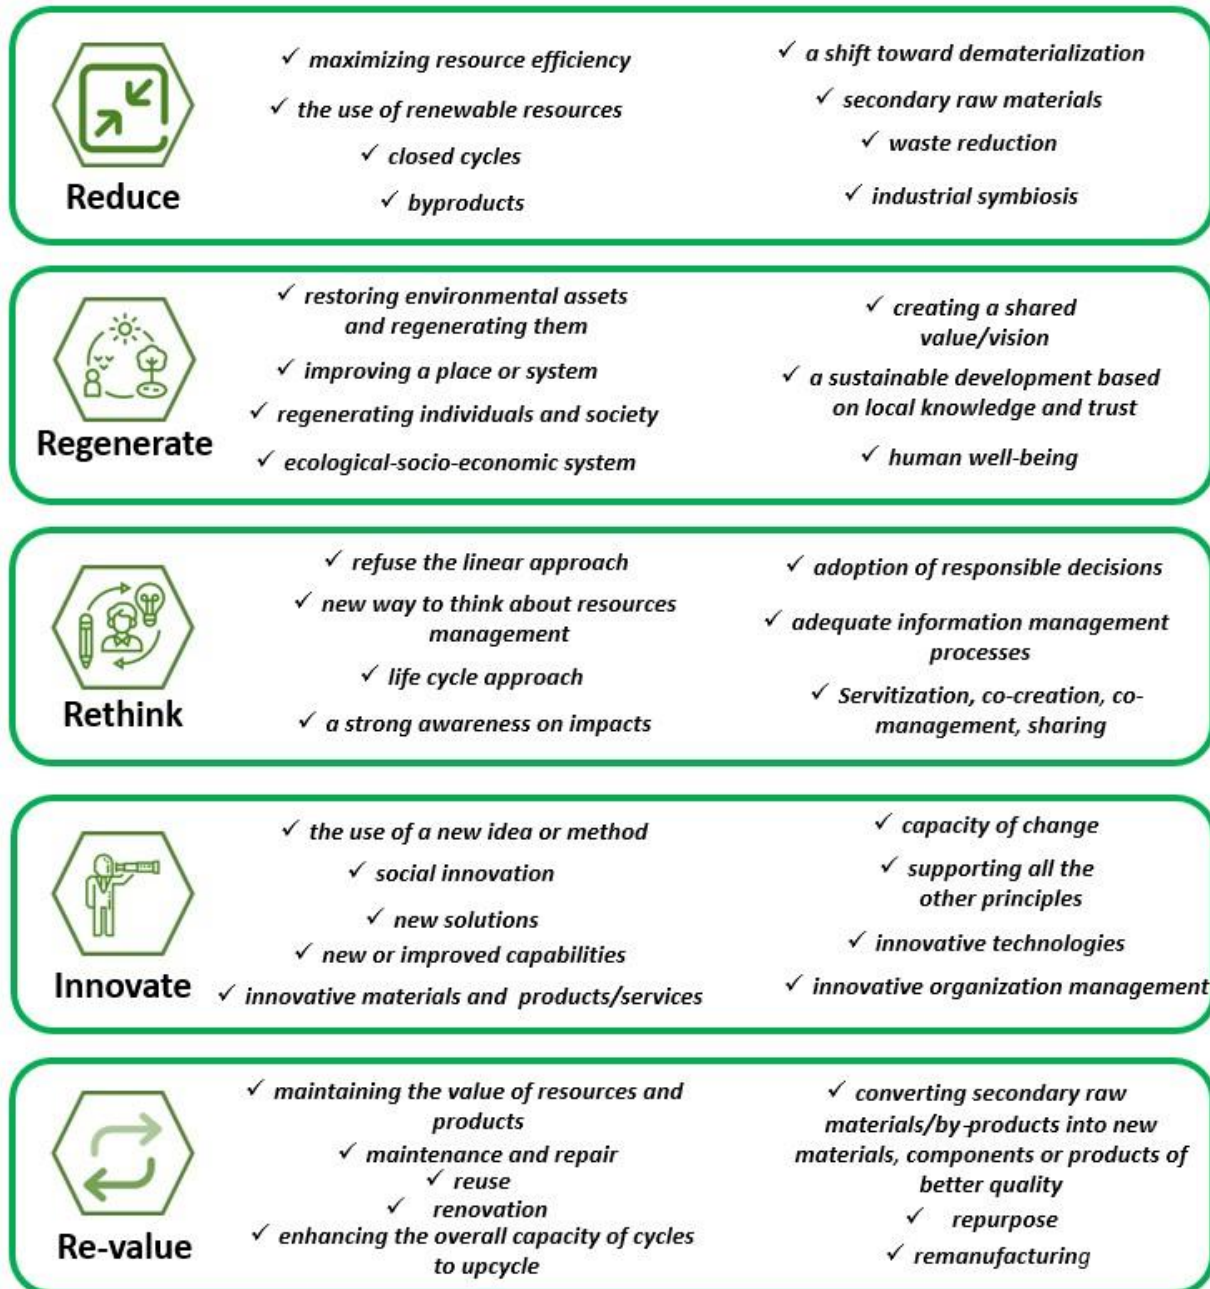 Reduce
✓ maximizing resource efficiency
✓ the use of renewable resources
✓ closed cycles
✓ byproducts
✓ a shift toward dematerialization
✓ secondary raw materials
✓ waste reduction
✓ industrial symbiosis
Regenerate
✓ restoring environmental assets
and regenerating them
✓ improving a place or system
✓ regenerating individuals and society
✓ ecological-socio-economic system
✓ creating a shared
value/vision
✓ a sustainable development based
on local knowledge and trust
✓ human well-being
Rethink
✓ refuse the linear approach
✓ new way to think about resources
management
✓ life cycle approach
✓ a strong awareness on impacts
✓ adoption of responsible decisions
✓ adequate information management
processes
✓ Servitization, co-creation, co-
management, sharing
Innovate
✓ the use of a new idea or method
✓ social innovation
✓ new solutions
✓ new or improved capabilities
✓ innovative materials and products/services
✓ capacity of change
✓ supporting all the
other principles
✓ innovative technologies
✓ innovative organization management
Re-value
✓ maintaining the value of resources and
products
✓ maintenance and repair
✓ reuse
✓ renovation
✓ enhancing the overall capacity of cycles
to upcycle
✓ converting secondary raw
materials/by-products into new
materials, components or products of
better quality
✓ repurpose
✓ remanufacturing